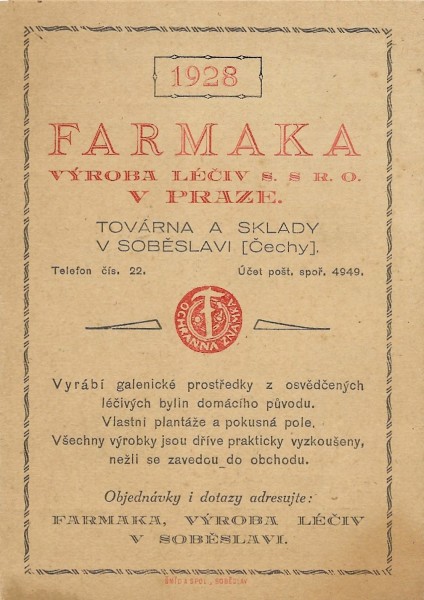 1928
FARMAKA
VÝROBA LÉČIV S. S R. O.
V PRAZE.
TOVÁRNA A SKLADY
V SOBĚSLAVI [Čechy].
Telefon čís. 22. Účet pošt. spoř. 4949.
OCHRANNÁ ZNÁMKA
Vyrábí galenické prostředky z osvědčených
léčivých bylin domácího původu.
Vlastní plantáže a pokusná pole.
Všechny výrobky jsou dříve prakticky vyzkoušeny,
nežli se zavedou do obchodu.
Objednávky i dotazy adresujte:
FARMAKA, VÝROBA LÉČIV
V SOBĚSLAVI.
& SPOL., SOBĚSLAV